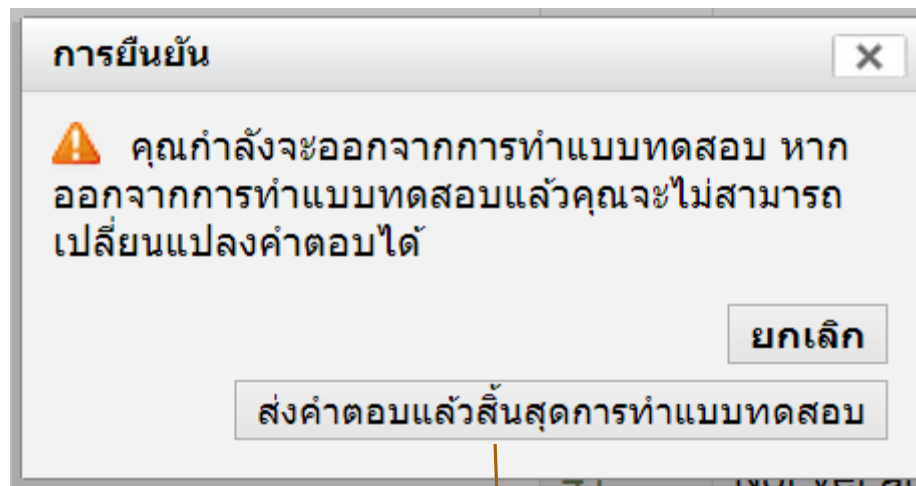 การยืนยัน
คุณกำลังจะออกจากการทำแบบทดสอบ หาก
ออกจากการทำแบบทดสอบแล้วคุณจะไม่สามารถ
เปลี่ยนแปลงคำตอบได้
ยกเลิก
ส่งคำตอบแล้วสิ้นสุดการทำแบบทดสอบ